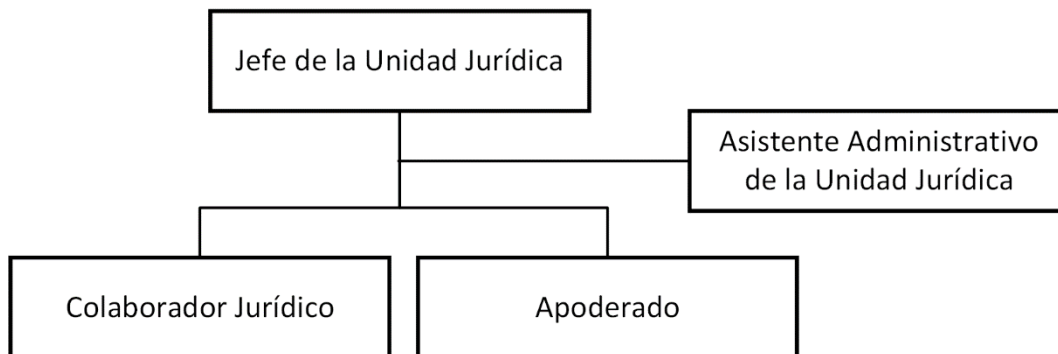 Jefe de la Unidad Jurídica
Asistente Administrativo
de la Unidad Jurídica
Colaborador Jurídico
Apoderado